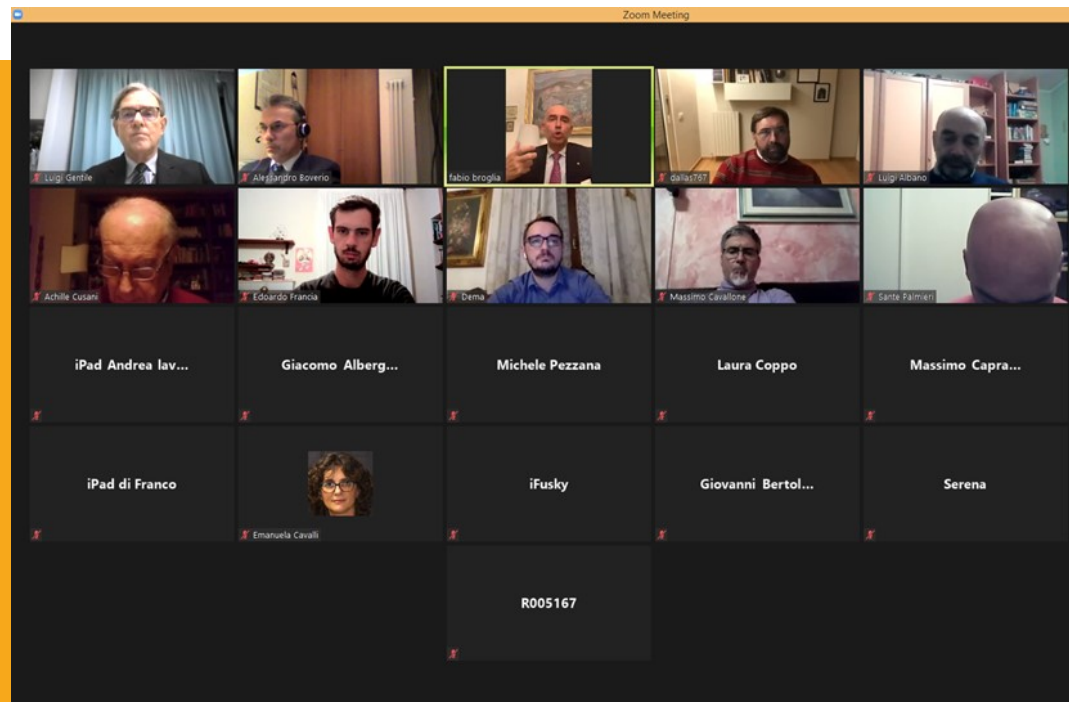 Zoom Meeting
Luigi Gentile
Alessandro Boverio
fabio broglia
dallas767
Luigi Albano
Achille Cusani
Edoardo Francia
Dema
Massimo Cavallone
Sante Palmieri
iPad Andrea lav...
Giacomo Alberg...
Michele Pezzana
Laura Coppo
Massimo Capra...
iPad di Franco
Emanuela Cavalli
iFusky
Giovanni Bertol...
Serena
R005167